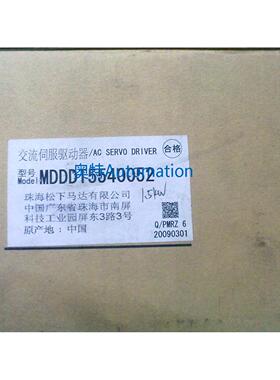 交流伺服驱动器/AC SERVO DRIVER 合格
型号
Model MDDDT5540082
1.5kw
奥特Automation
珠海松下马达有限公司
中国广东省珠海市南屏
科技工业园屏东3路3号
原产地：中国
Q/PMRZ 6
20090301